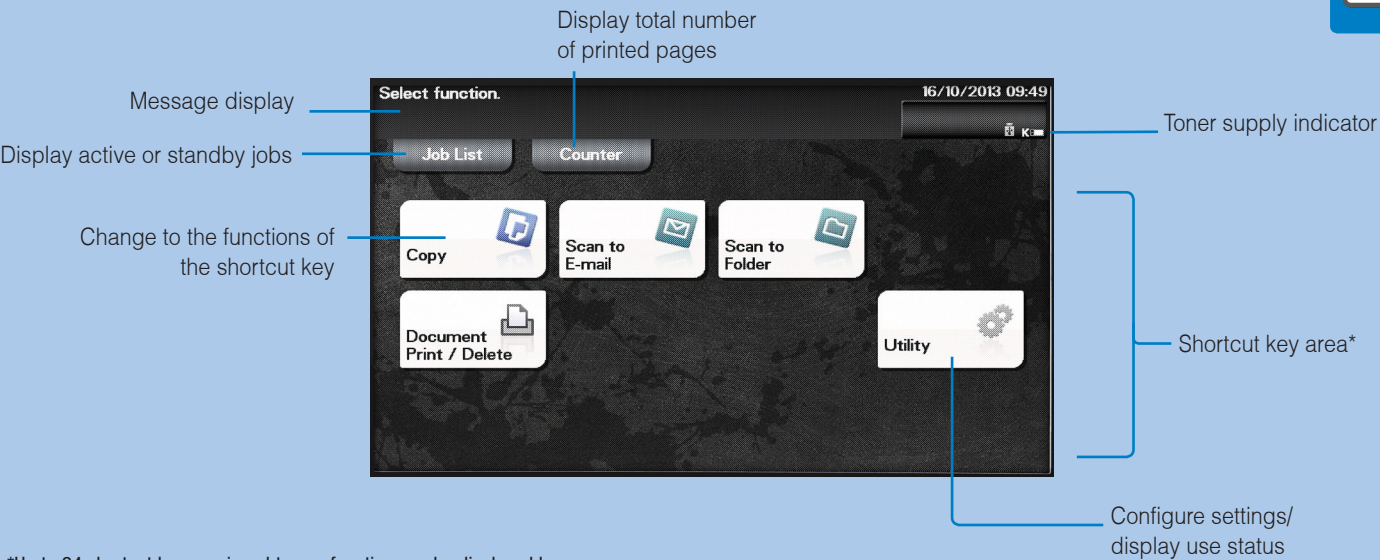 Display total number
of printed pages
Message display
Select function.
16/10/2013 09:49
K
Toner supply indicator
Display active or standby jobs
Job List
Counter
Change to the functions of
the shortcut key
Copy
Scan to
E-mail
Scan to
Folder
Document
Print / Delete
Utility
Shortcut key area*
Configure settings/
display use status